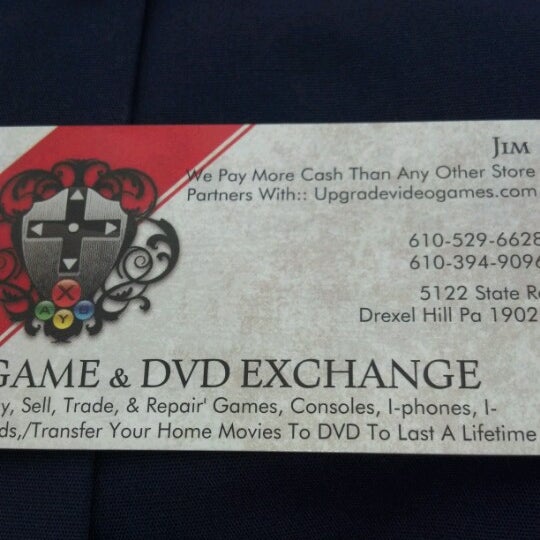 JIM
We Pay More Cash Than Any Other Store
Partners With:: Upgradevideogames.com
610-529-6628
610-394-9096
5122 State R
Drexel Hill Pa 1902
X
A Y B
GAME & DVD EXCHANGE
y, Sell, Trade, & Repair' Games, Consoles, I-phones, I-
ds,/Transfer Your Home Movies To DVD To Last A Lifetime